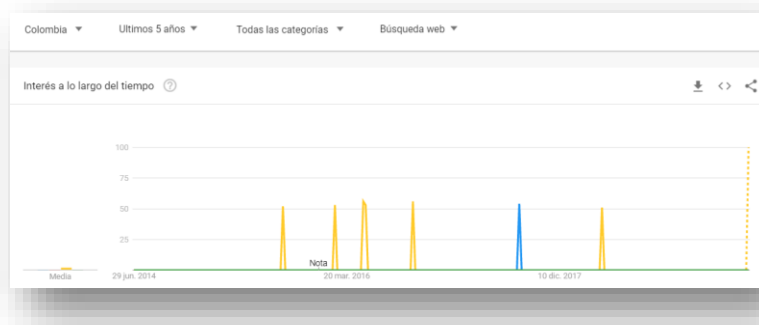 Colombia Ultimos 5 años Todas las categorías Búsqueda web
Interés a lo largo del tiempo
100
75
50
25
Nota
Media 29 jun. 2014 20 mar. 2016 10 dic. 2017